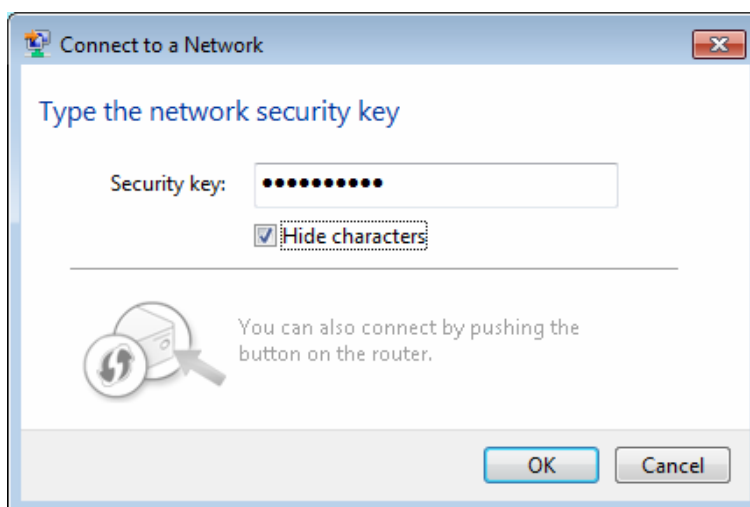 Connect to a Network
Type the network security key
Security key: ●●●●●●●●●●
Hide characters
You can also connect by pushing the
button on the router.
OK Cancel